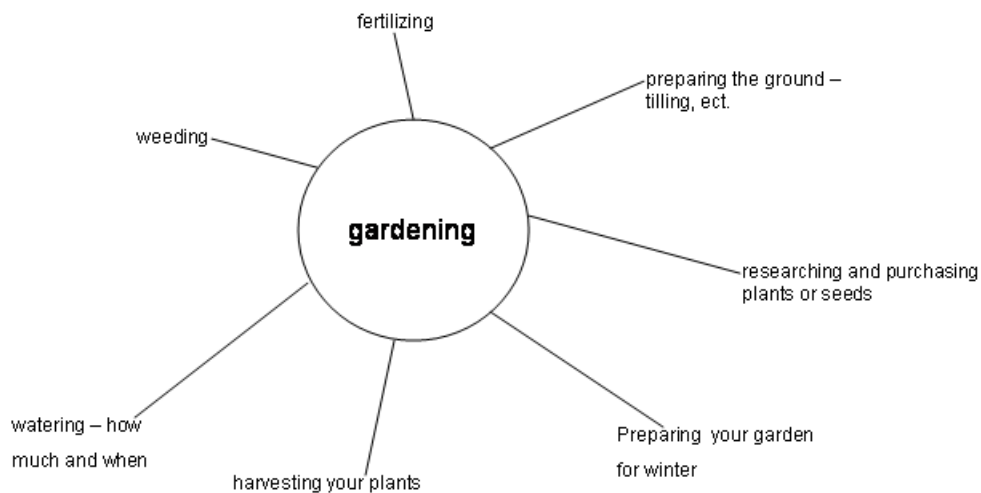 fertilizing
preparing the ground –
tilling, ect.
weeding
gardening
researching and purchasing
plants or seeds
watering – how
much and when
Preparing your garden
for winter
harvesting your plants